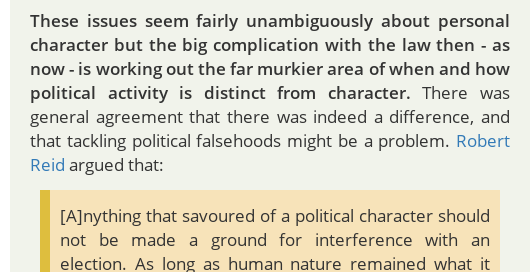 These issues seem fairly unambiguously about personal
character but the big complication with the law then - as
now - is working out the far murkier area of when and how
political activity is distinct from character. There was
general agreement that there was indeed a difference, and
that tackling political falsehoods might be a problem. Robert
Reid argued that:
[A]nything that savoured of a political character should
not be made a ground for interference with an
election. As long as human nature remained what it